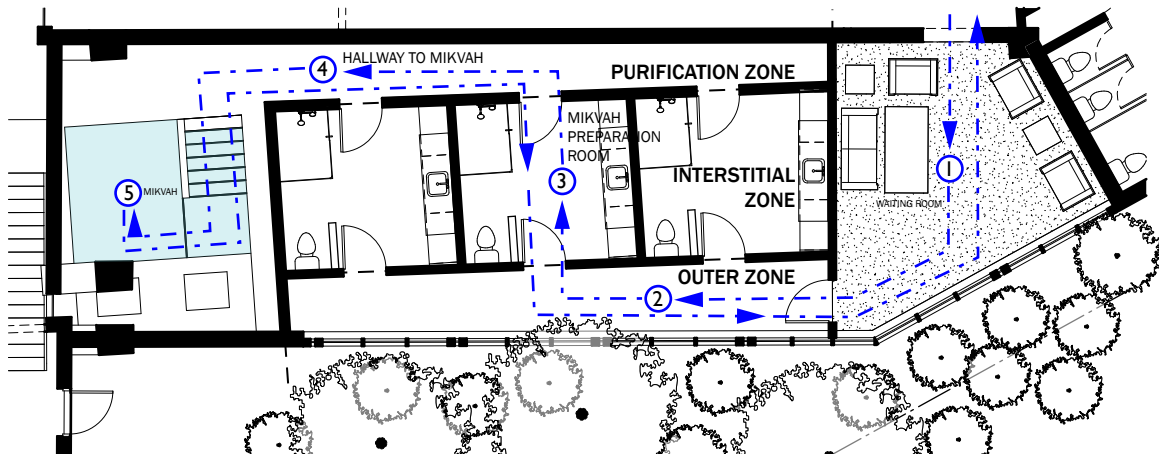 4
HALLWAY TO MIKVAH
PURIFICATION ZONE
MIKVAH
PREPARATION
ROOM
3
INTERSTITIAL
ZONE
1
WAITING ROOM
5
MIKVAH
OUTER ZONE
2